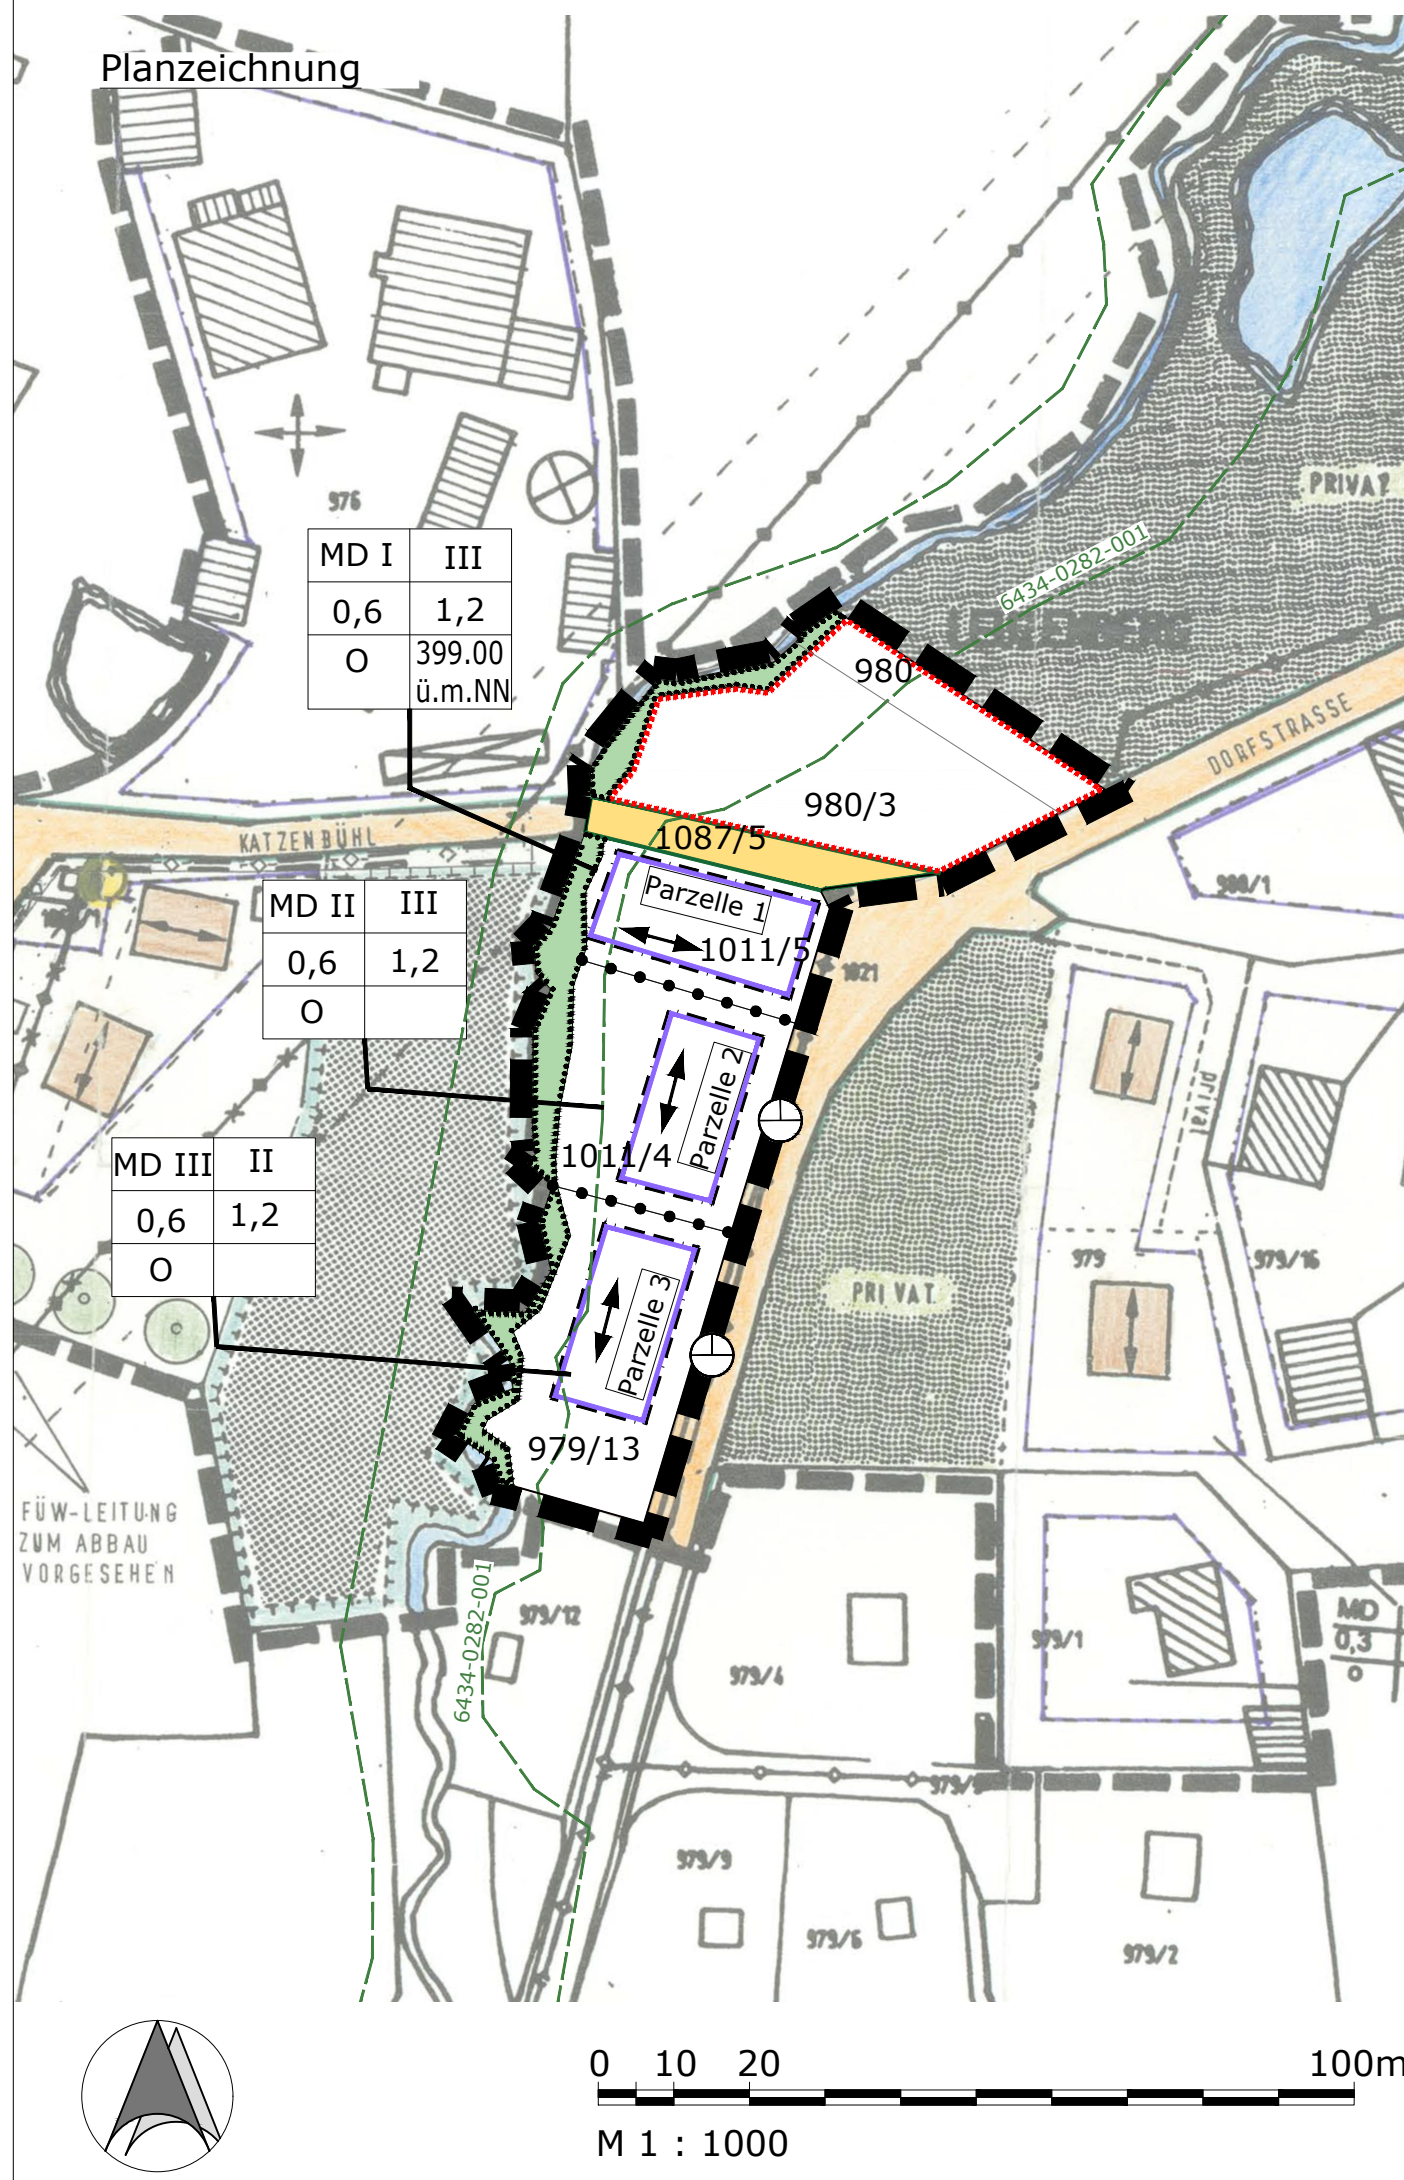 Planzeichnung
976
PRIVAT
MD I III
0,6 1,2
O 399.00
ü.m.NN
6434-0282-001
980
DORFSTRASSE
980/3
KATZENBÜHL
1087/5
Parzelle 1
1011/5
980/1
MD II III
0,6 1,2
O
1021
Parzelle 2
privat
1011/4
MD III II
0,6 1,2
O
979
979/16
PRIVAT
Parzelle 3
979/13
FÜW-LEITUNG
ZUM ABBAU
VORGESEHEN
6434-0282-001
979/12
979/4
979/1
MD
0,3
o
979/9
979/6
979/2
0 10 20 100m
M 1 : 1000